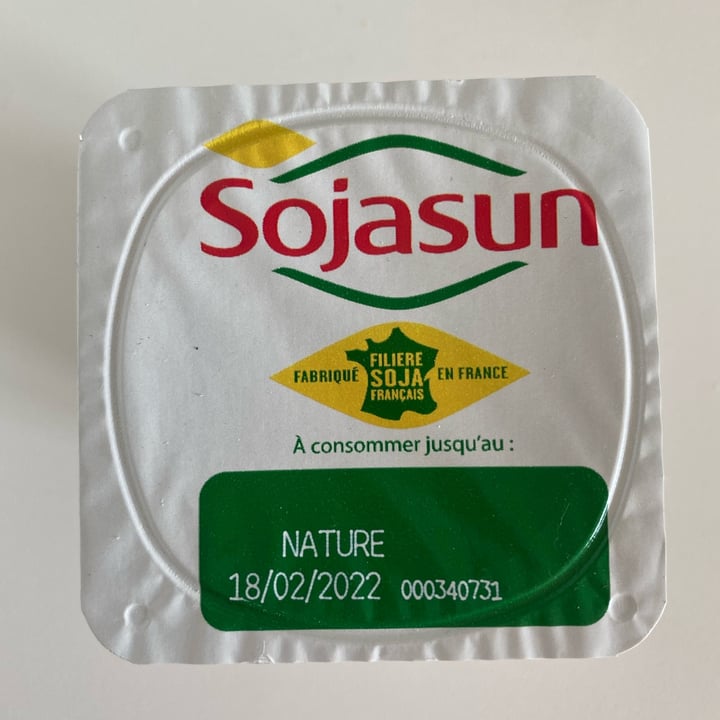 Sojasun
FABRIQUÉ FILIERE SOJA FRANÇAIS EN FRANCE
À consommer jusqu'au :
NATURE
18/02/2022 000340731